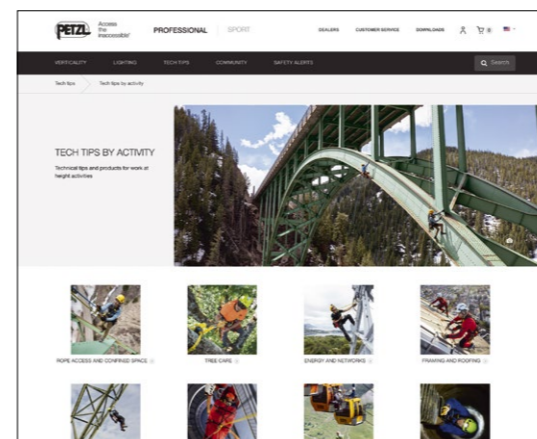 PETZL
Access
the
inaccessible®
PROFESSIONAL
SPORT
DEALERS
CUSTOMER SERVICE
DOWNLOADS
VERTICALITY
LIGHTING
TECH TIPS
COMMUNITY
SAFETY ALERTS
Search
Tech tips
Tech tips by activity
TECH TIPS BY ACTIVITY
Technical tips and products for work at
height activities
ROPE ACCESS AND CONFINED SPACE
TREE CARE
ENERGY AND NETWORKS
FRAMING AND ROOFING